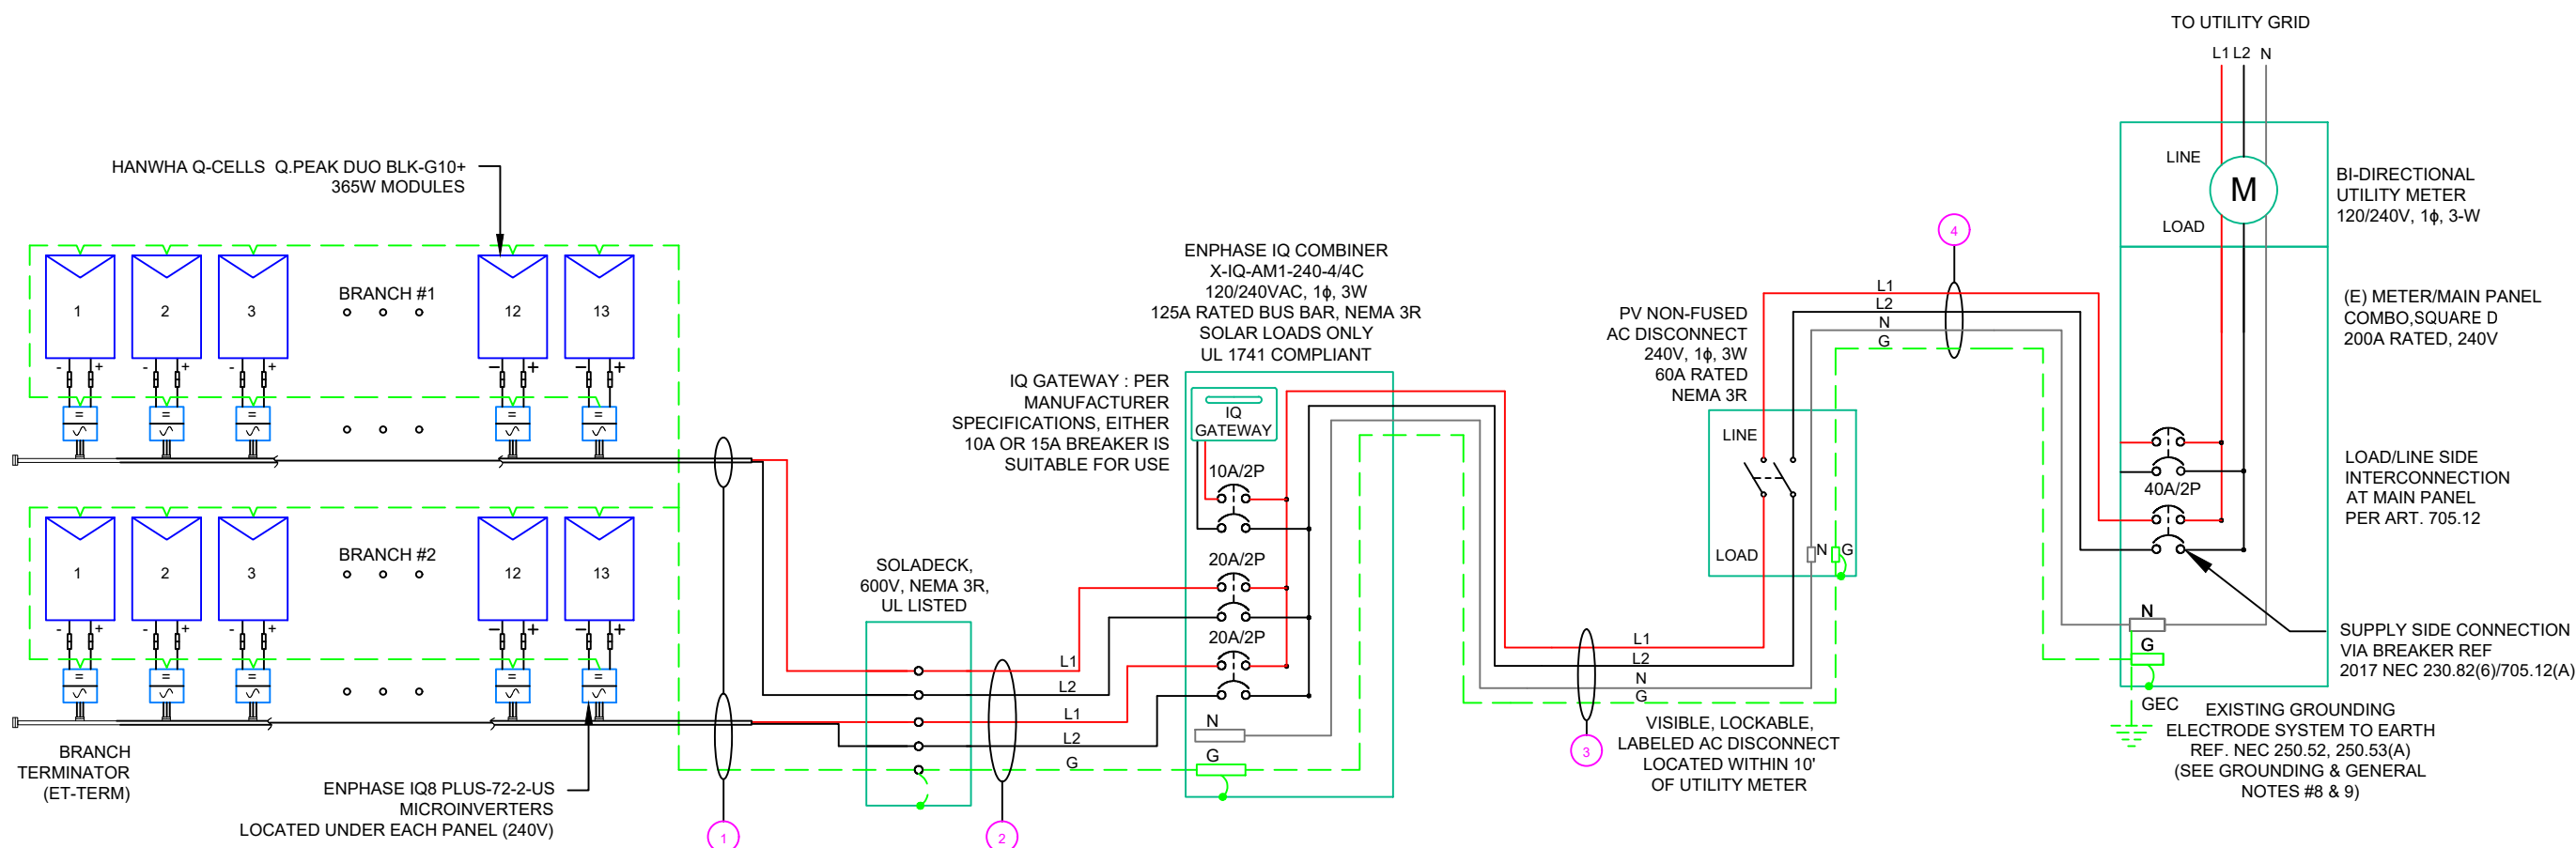 TO UTILITY GRID
L1 L2 N
HANWHA Q-CELLS Q.PEAK DUO BLK-G10+
365W MODULES
1
2
3
BRANCH #1
12
13
- +
- +
- +
- +
- +
=
=
=
=
=
1
2
3
BRANCH #2
12
13
- +
- +
- +
- +
- +
=
=
=
=
=
BRANCH
TERMINATOR
(ET-TERM)
ENPHASE IQ8 PLUS-72-2-US
MICROINVERTERS
LOCATED UNDER EACH PANEL (240V)
1
SOLADECK,
600V, NEMA 3R,
UL LISTED
L1
L2
L1
L2
G
2
ENPHASE IQ COMBINER
X-IQ-AM1-240-4/4C
120/240VAC, 1ϕ, 3W
125A RATED BUS BAR, NEMA 3R
SOLAR LOADS ONLY
UL 1741 COMPLIANT
IQ GATEWAY : PER
MANUFACTURER
SPECIFICATIONS, EITHER
10A OR 15A BREAKER IS
SUITABLE FOR USE
IQ
GATEWAY
10A/2P
20A/2P
20A/2P
N
G
L1
L2
N
G
3
PV NON-FUSED
AC DISCONNECT
240V, 1ϕ, 3W
60A RATED
NEMA 3R
LINE
LOAD
N G
VISIBLE, LOCKABLE,
LABELED AC DISCONNECT
LOCATED WITHIN 10'
OF UTILITY METER
4
L1
L2
N
G
LINE
M
LOAD
BI-DIRECTIONAL
UTILITY METER
120/240V, 1ϕ, 3-W
(E) METER/MAIN PANEL
COMBO,SQUARE D
200A RATED, 240V
40A/2P
LOAD/LINE SIDE
INTERCONNECTION
AT MAIN PANEL
PER ART. 705.12
N
G
SUPPLY SIDE CONNECTION
VIA BREAKER REF
2017 NEC 230.82(6)/705.12(A)
GEC
EXISTING GROUNDING
ELECTRODE SYSTEM TO EARTH
REF. NEC 250.52, 250.53(A)
(SEE GROUNDING & GENERAL
NOTES #8 & 9)